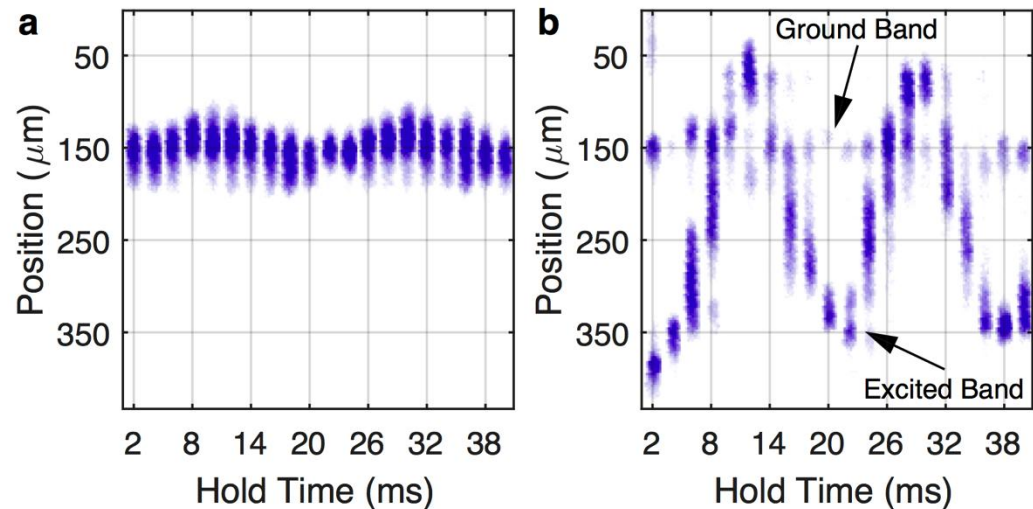 a
50
150
250
350
Position (μm)
2 8 14 20 26 32 38
Hold Time (ms)
b
Ground Band
50
150
250
350
Position (μm)
Excited Band
2 8 14 20 26 32 38
Hold Time (ms)